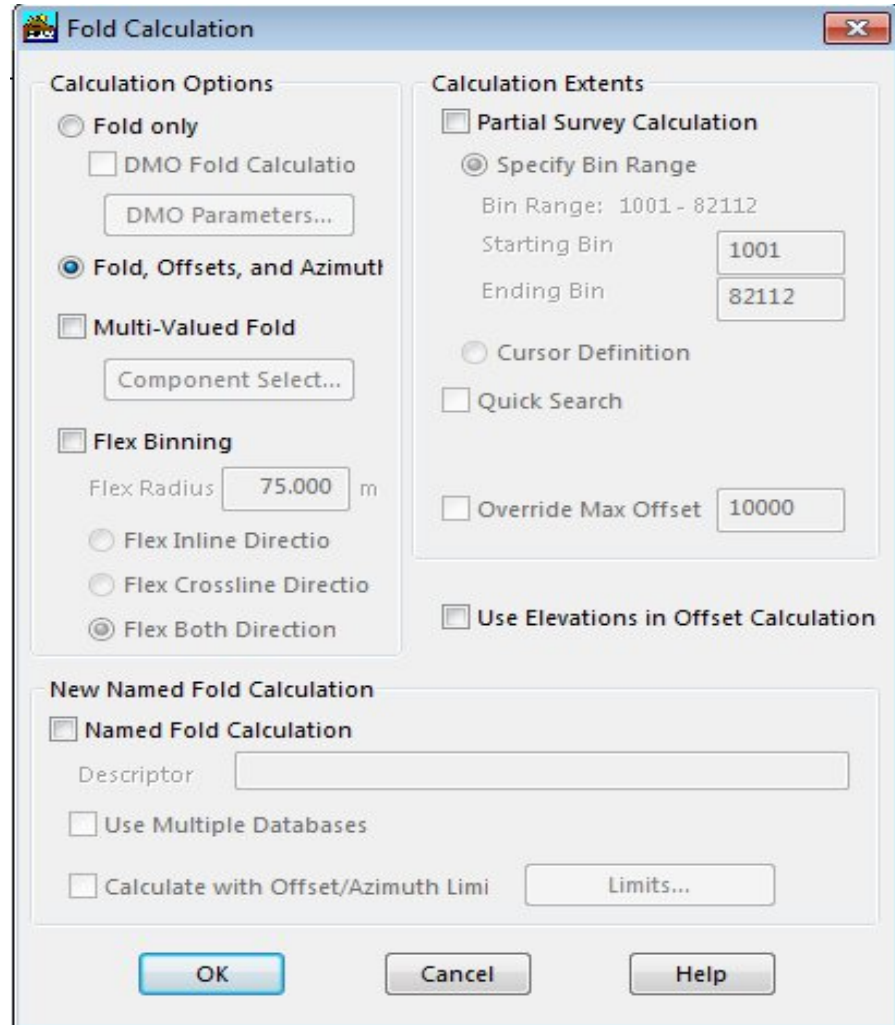 Fold Calculation
Calculation Options
Fold only
DMO Fold Calculatio
DMO Parameters...
Fold, Offsets, and Azimuth
Multi-Valued Fold
Component Select...
Flex Binning
Flex Radius 75.000 m
Flex Inline Directio
Flex Crossline Directio
Flex Both Direction
Calculation Extents
Partial Survey Calculation
Specify Bin Range
Bin Range: 1001 - 82112
Starting Bin 1001
Ending Bin 82112
Cursor Definition
Quick Search
Override Max Offset 10000
Use Elevations in Offset Calculation
New Named Fold Calculation
Named Fold Calculation
Descriptor
Use Multiple Databases
Calculate with Offset/Azimuth Limi Limits...
OK Cancel Help